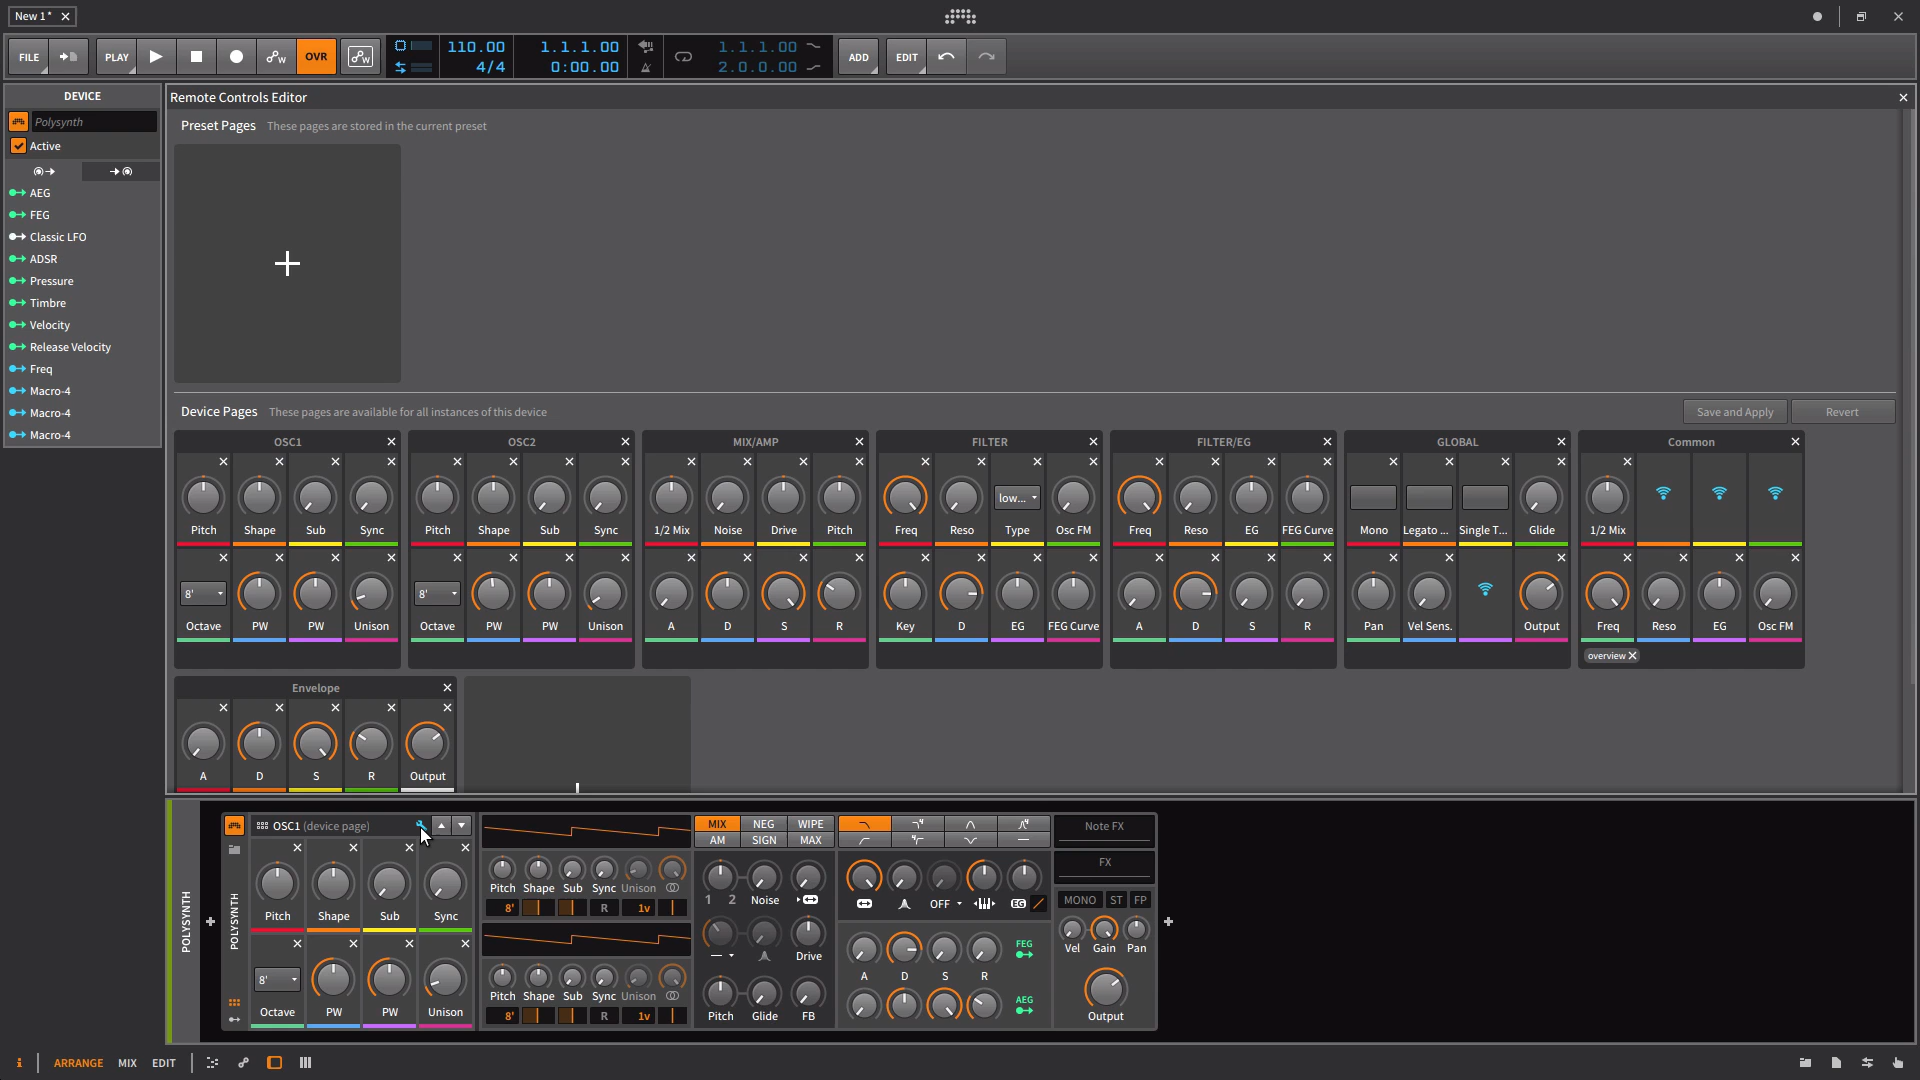 New 1*
FILE PLAY OVR 110.00 1.1.1.00 1.1.1.00 ADD EDIT
4/4 0:00.00 2.0.0.00
DEVICE
Polysynth
Active
AEG
FEG
Classic LFO
ADSR
Pressure
Timbre
Velocity
Release Velocity
Freq
Macro-4
Macro-4
Macro-4
Remote Controls Editor
Preset Pages These pages are stored in the current preset
Device Pages These pages are available for all instances of this device Save and Apply Revert
OSC1 OSC2 MIX/AMP FILTER FILTER/EG GLOBAL Common
low...
Pitch Shape Sub Sync Pitch Shape Sub Sync 1/2 Mix Noise Drive Pitch Freq Reso Type Osc FM Freq Reso EG FEG Curve Mono Legato ... Single T... Glide 1/2 Mix
8' 8'
Octave PW PW Unison Octave PW PW Unison A D S R Key D EG FEG Curve A D S R Pan Vel Sens. Output Freq Reso EG Osc FM
overview
Envelope
A D S R Output
POLYSYNTH
POLYSYNTH
OSC1 (device page)
Pitch Shape Sub Sync
8'
Octave PW PW Unison
Pitch Shape Sub Sync Unison
8' R 1v
Pitch Shape Sub Sync Unison
8' R 1v
MIX NEG WIPE
AM SIGN MAX
1 2 Noise
Drive
Pitch Glide FB
OFF EG
FEG
A D S R
AEG
Note FX
FX
MONO ST FP
Vel Gain Pan
Output
i ARRANGE MIX EDIT